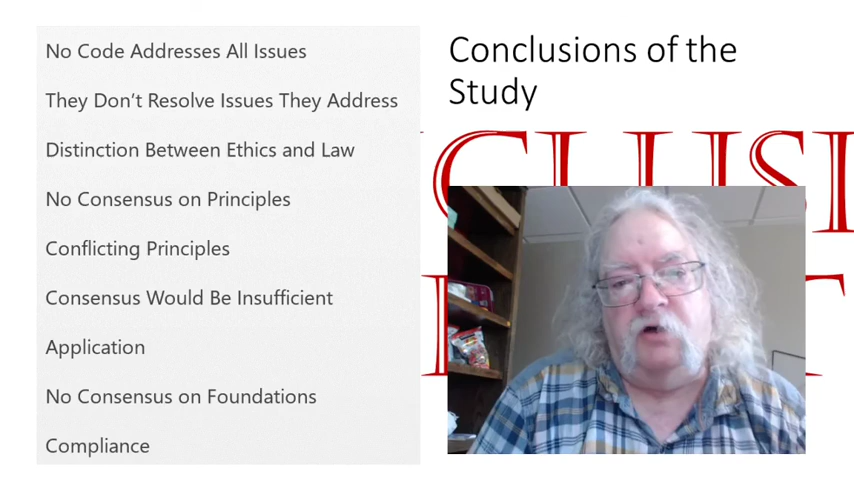 No Code Addresses All Issues
They Don't Resolve Issues They Address
Distinction Between Ethics and Law
No Consensus on Principles
Conflicting Principles
Consensus Would Be Insufficient
Application
No Consensus on Foundations
Compliance
Conclusions of the
Study
CLUSI